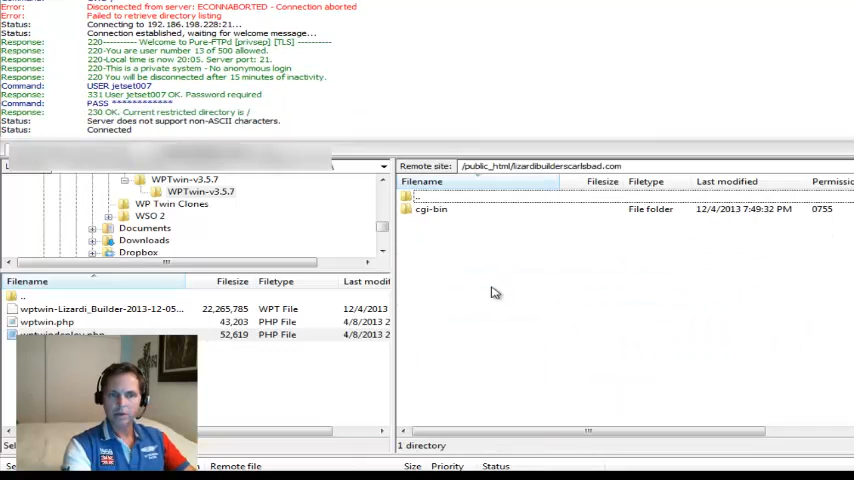 Error: Disconnected from server: ECONNABORTED - Connection aborted
Error: Failed to retrieve directory listing
Status: Connecting to 192.186.198.228:21...
Status: Connection established, waiting for welcome message...
Response: 220---------- Welcome to Pure-FTPd [privsep] [TLS] ----------
Response: 220-You are user number 13 of 500 allowed.
Response: 220-Local time is now 20:05. Server port: 21.
Response: 220-This is a private system - No anonymous login
Response: 220 You will be disconnected after 15 minutes of inactivity.
Command: USER jetset007
Response: 331 User jetset007 OK. Password required
Command: PASS ************
Response: 230 OK. Current restricted directory is /
Status: Server does not support non-ASCII characters.
Status: Connected
Remote site: /public_html/lizardibuilderscarlsbad.com
WPTwin-v3.5.7
WPTwin-v3.5.7
WP Twin Clones
WSO 2
Documents
Downloads
Dropbox
Filename Filesize Filetype Last modified Permissio
..
cgi-bin File folder 12/4/2013 7:49:32 PM 0755
Filename Filesize Filetype Last modif
..
wptwin-Lizardi_Builder-2013-12-05... 22,265,785 WPT File 12/4/2013
wptwin.php 43,203 PHP File 4/8/2013 2
wptwindeploy.php 52,619 PHP File 4/8/2013 2
1 directory
Remote file Size Priority Status